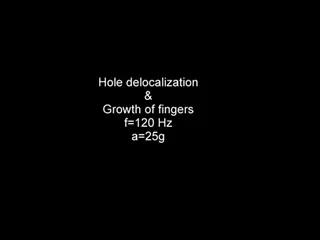 Hole delocalization
&
Growth of fingers
f=120 Hz
a=25g